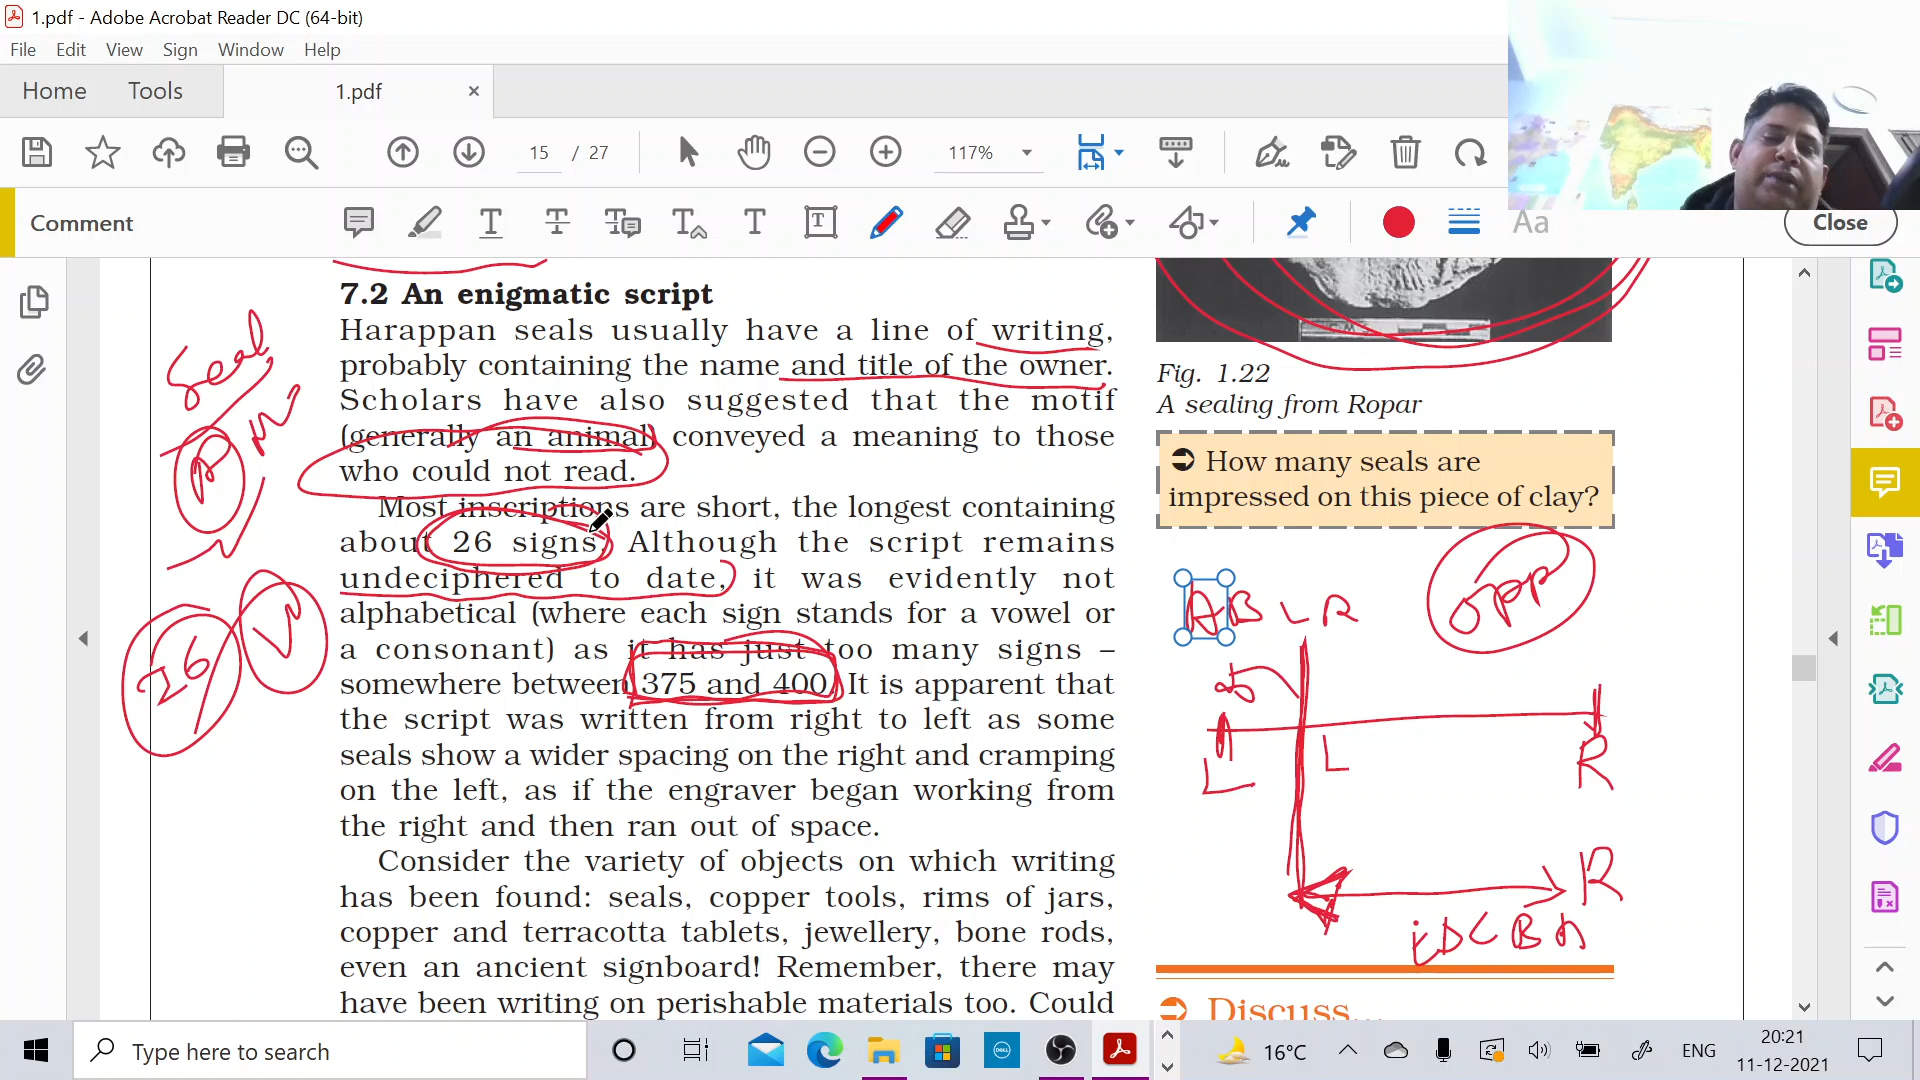 1.pdf - Adobe Acrobat Reader DC (64-bit)
File Edit View Sign Window Help
Home Tools 1.pdf
15 / 27 117%
Comment
Aa
Close
7.2 An enigmatic script
Harappan seals usually have a line of writing,
probably containing the name and title of the owner.
Scholars have also suggested that the motif
(generally an animal) conveyed a meaning to those
who could not read.
Most inscriptions are short, the longest containing
about 26 signs. Although the script remains
undeciphered to date, it was evidently not
alphabetical (where each sign stands for a vowel or
a consonant) as it has just too many signs –
somewhere between 375 and 400. It is apparent that
the script was written from right to left as some
seals show a wider spacing on the right and cramping
on the left, as if the engraver began working from
the right and then ran out of space.
Consider the variety of objects on which writing
has been found: seals, copper tools, rims of jars,
copper and terracotta tablets, jewellery, bone rods,
even an ancient signboard! Remember, there may
have been writing on perishable materials too. Could
Seal
P M
26
Fig. 1.22
A sealing from Ropar
How many seals are
impressed on this piece of clay?
AB L R
opp
L L R
R
E D C B A
Discuss...
Type here to search
DELL
16°C
ENG
20:21
11-12-2021